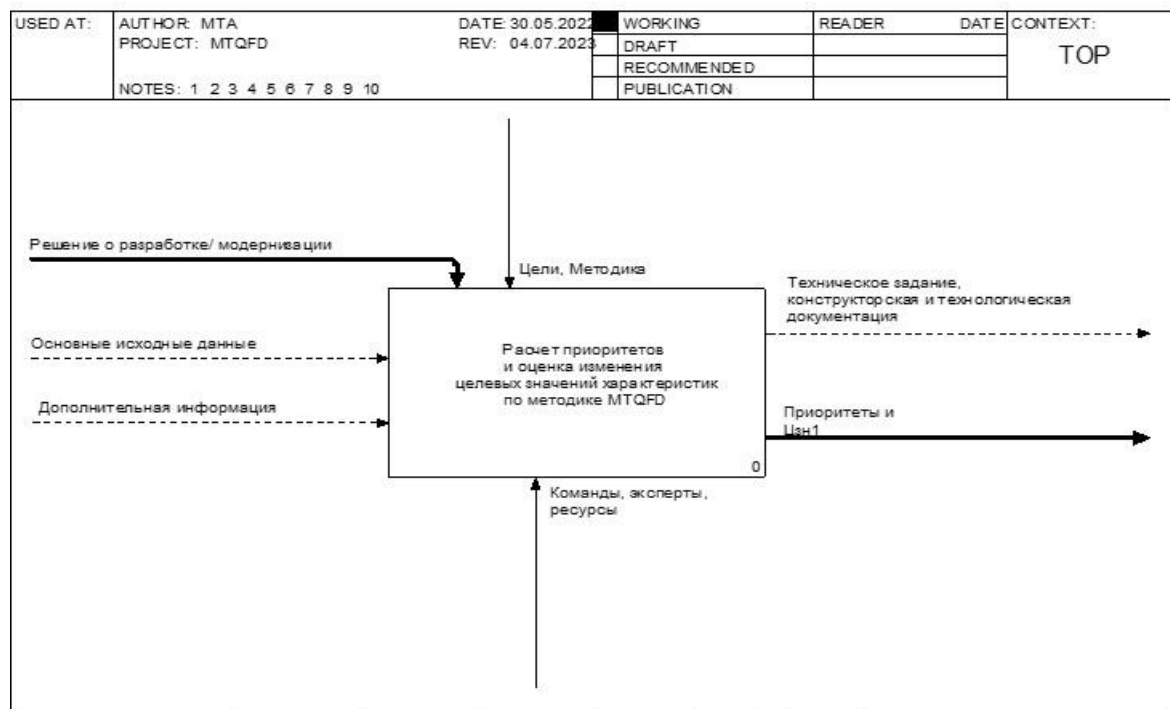 USED AT:
AUTHOR: MTA
DATE: 30.05.2022
WORKING
READER
DATE
CONTEXT:
PROJECT: MTQFD
REV: 04.07.2023
DRAFT
TOP
RECOMMENDED
NOTES: 1 2 3 4 5 6 7 8 9 10
PUBLICATION
Решение о разработке/ модернизации
Цели, Методика
Техническое задание,
конструкторская и технологическая
документация
Основные исходные данные
Расчет приоритетов
и оценка изменения
целевых значений характеристик
по методике MTQFD
Дополнительная информация
Приоритеты и
Цзн1
0
Команды, эксперты,
ресурсы